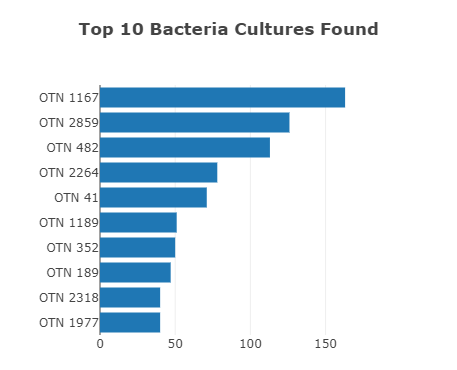 Top 10 Bacteria Cultures Found
OTN 1167
OTN 2859
OTN 482
OTN 2264
OTN 41
OTN 1189
OTN 352
OTN 189
OTN 2318
OTN 1977
0 50 100 150